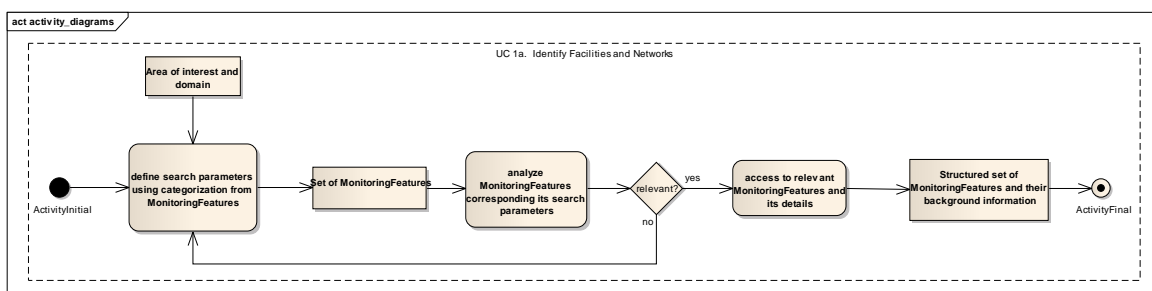 act activity_diagrams
UC 1a. Identify Facilities and Networks
Area of interest and
domain
define search parameters
using categorization from
MonitoringFeatures
Set of MonitoringFeatures
analyze
MonitoringFeatures
corresponding its search
parameters
relevant?
yes
no
access to relevant
MonitoringFeatures and
its details
Structured set of
MonitoringFeatures and their
background information
ActivityInitial
ActivityFinal